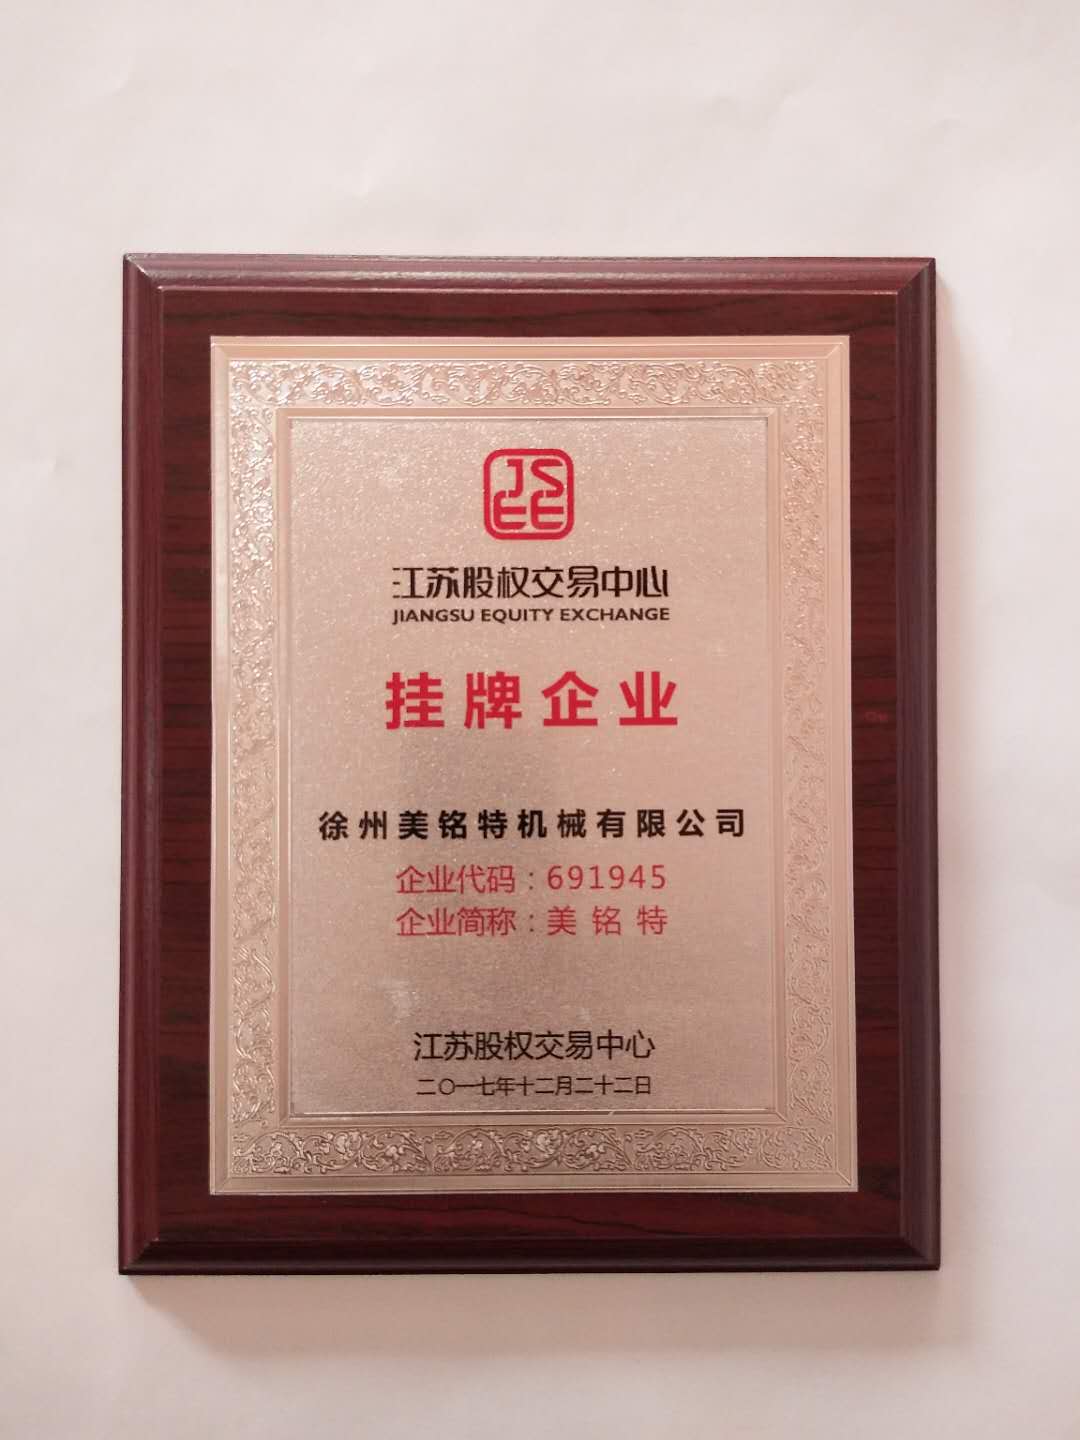 JS
EE
江苏股权交易中心
JIANGSU EQUITY EXCHANGE
挂牌企业
徐州美铭特机械有限公司
企业代码：691945
企业简称：美铭特
江苏股权交易中心
二〇一七年十二月二十二日